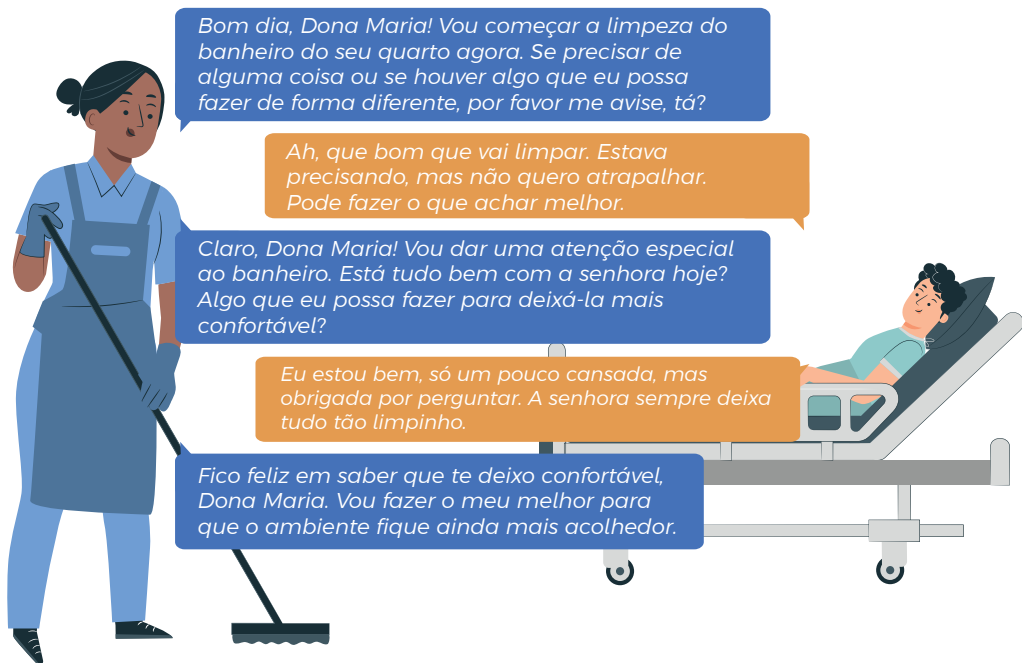 Bom dia, Dona Maria! Vou começar a limpeza do
banheiro do seu quarto agora. Se precisar de
alguma coisa ou se houver algo que eu possa
fazer de forma diferente, por favor me avise, tá?
Ah, que bom que vai limpar. Estava
precisando, mas não quero atrapalhar.
Pode fazer o que achar melhor.
Claro, Dona Maria! Vou dar uma atenção especial
ao banheiro. Está tudo bem com a senhora hoje?
Algo que eu possa fazer para deixá-la mais
confortável?
Eu estou bem, só um pouco cansada, mas
obrigada por perguntar. A senhora sempre deixa
tudo tão limpinho.
Fico feliz em saber que te deixo confortável,
Dona Maria. Vou fazer o meu melhor para
que o ambiente fique ainda mais acolhedor.